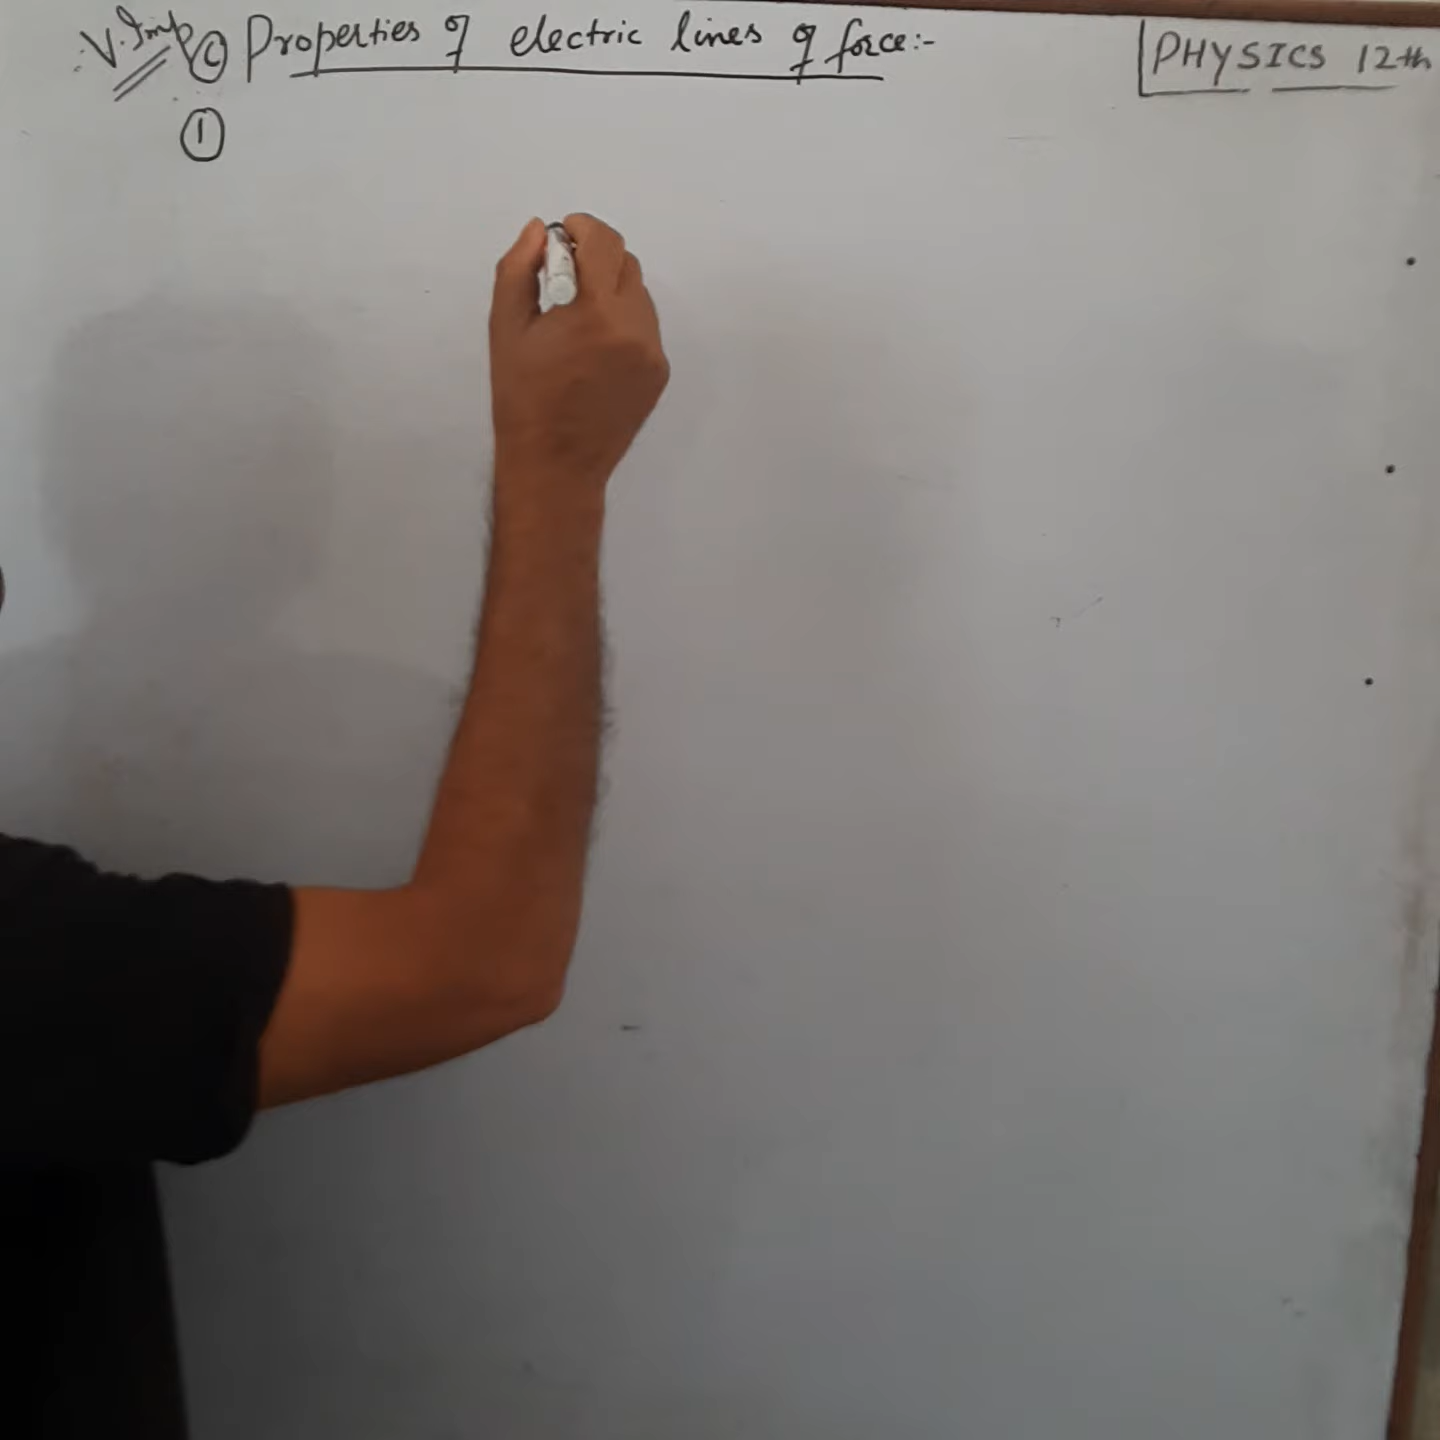 V.Imp (c) Properties of electric lines of force:-
PHYSICS 12th
①